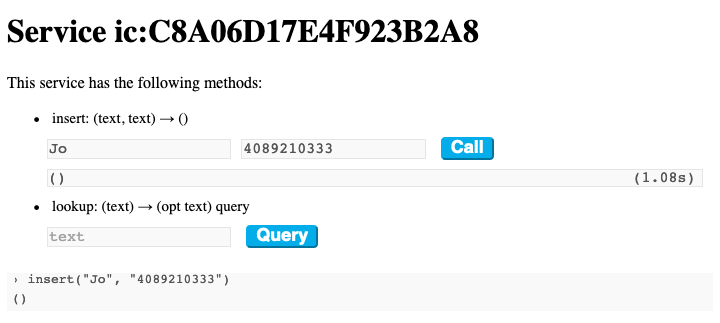 Service ic:C8A06D17E4F923B2A8
This service has the following methods:
• insert: (text, text) → ()
Jo 4089210333 Call
() (1.08s)
• lookup: (text) → (opt text) query
text Query
› insert("Jo", "4089210333")
()